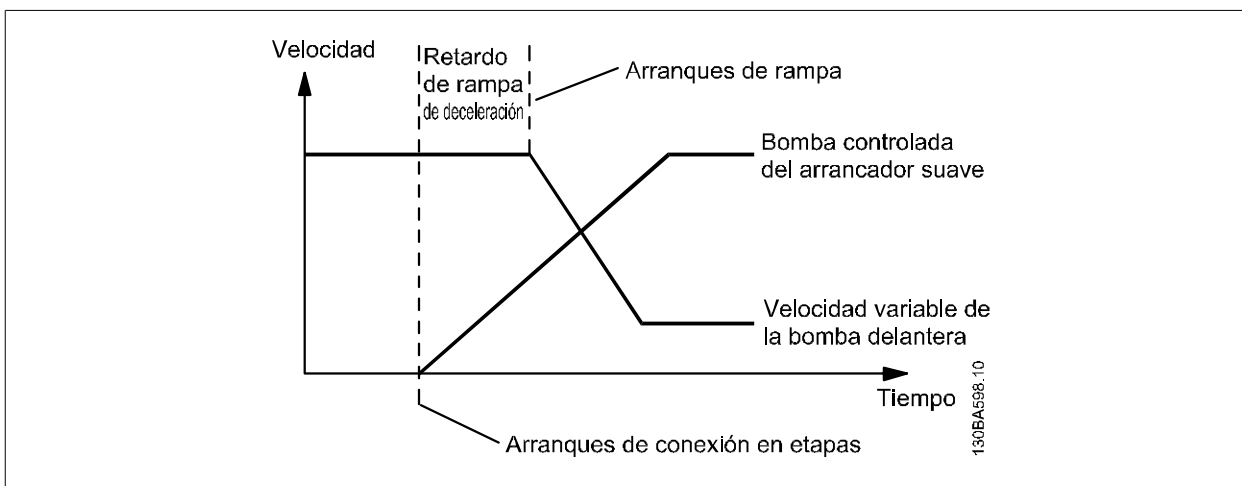 Velocidad
Retardo
de rampa
de deceleración
Arranques de rampa
Bomba controlada
del arrancador suave
Velocidad variable de
la bomba delantera
Tiempo
130BA598.10
Arranques de conexión en etapas